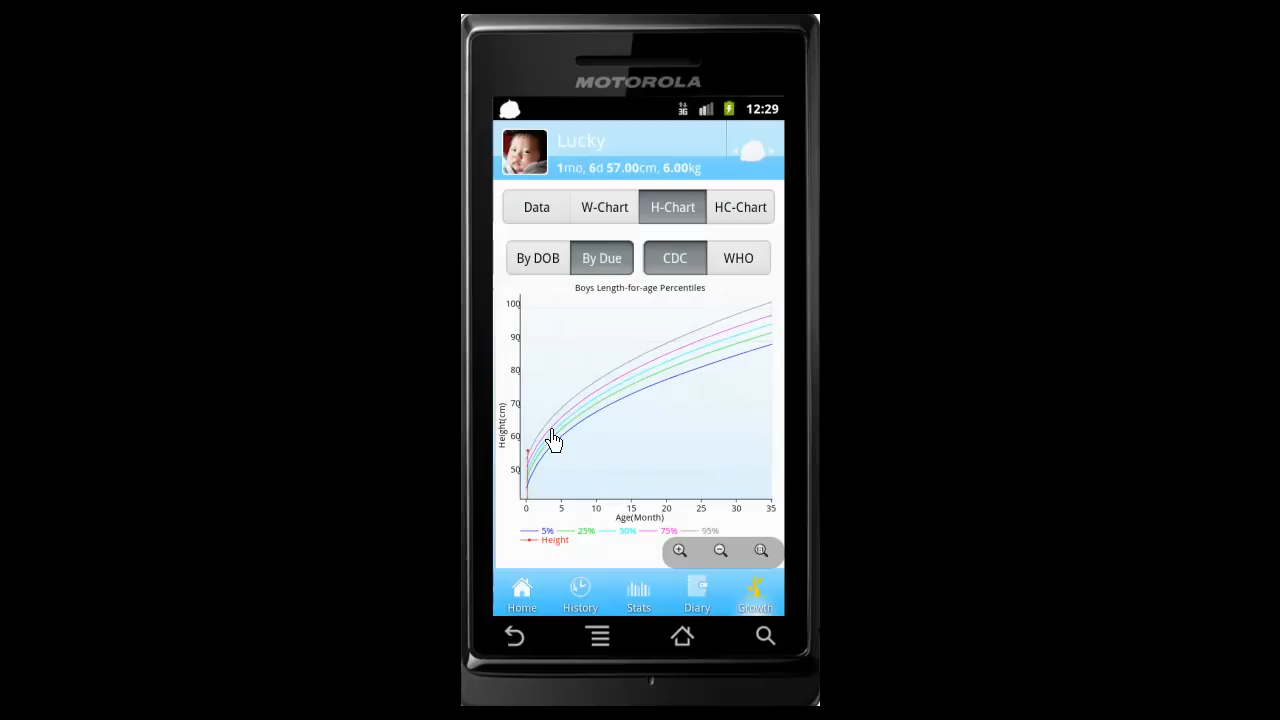 MOTOROLA
3G 12:29
Lucky
1mo, 6d 57.00cm, 6.00kg
Data W-Chart H-Chart HC-Chart
By DOB By Due CDC WHO
Boys Length-for-age Percentiles
100
90
80
70
60
50
Height(cm)
0 5 10 15 20 25 30 35
Age(Month)
5% 25% 50% 75% 95%
Height
Home History Stats Diary Growth